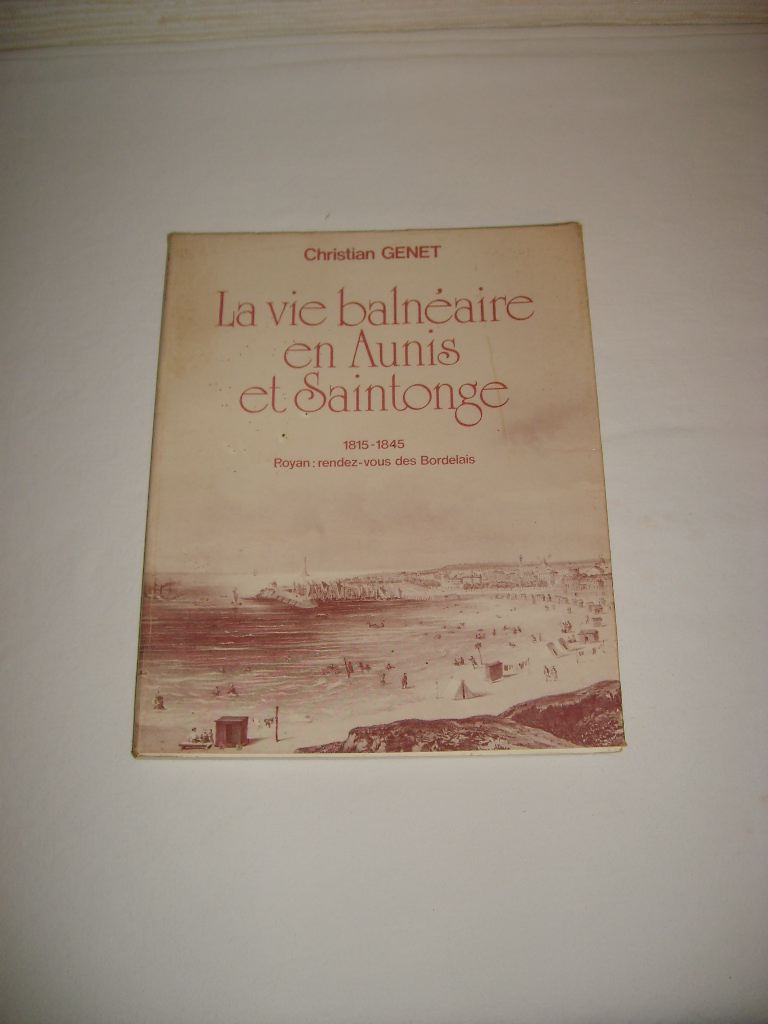 Christian GENET
La vie balnéaire
en Aunis
et Saintonge
1815-1845
Royan : rendez-vous des Bordelais